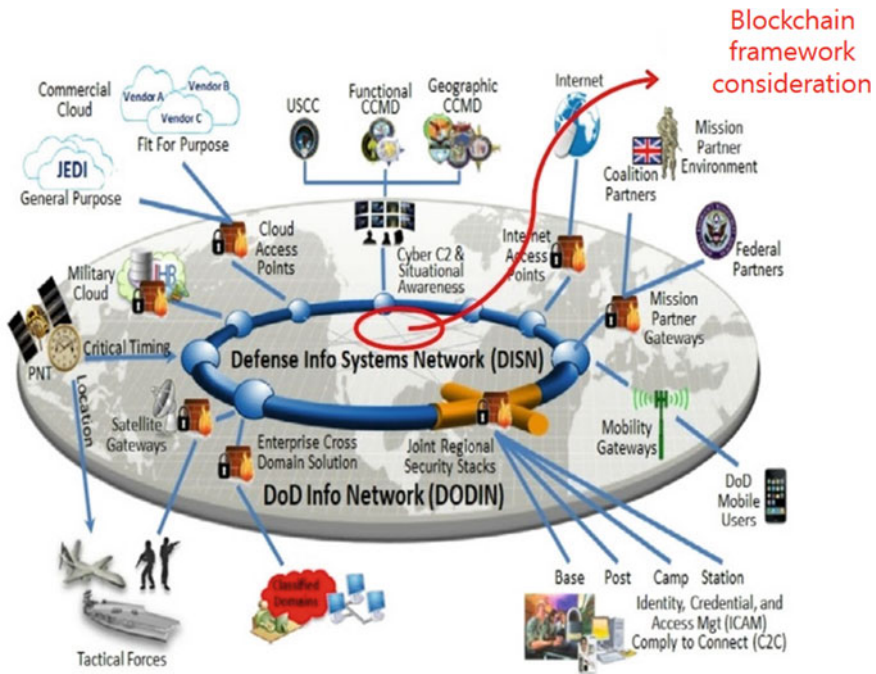 Blockchain
framework
consideration
Commercial
Cloud
Vendor A
Vendor B
Vendor C
Fit For Purpose
JEDI
General Purpose
USCC
Functional
CCMD
Geographic
CCMD
Internet
Mission
Partner
Environment
Coalition
Partners
Federal
Partners
Cloud
Access
Points
Cyber C2 &
Situational
Awareness
Internet
Access
Points
Military
Cloud
Mission
Partner
Gateways
PNT
Critical Timing
Location
Defense Info Systems Network (DISN)
Satellite
Gateways
Enterprise Cross
Domain Solution
Joint Regional
Security Stacks
Mobility
Gateways
DoD Info Network (DODIN)
DoD
Mobile
Users
Classified
Domains
Tactical Forces
Base Post Camp Station
Identity, Credential, and
Access Mgt (ICAM)
Comply to Connect (C2C)